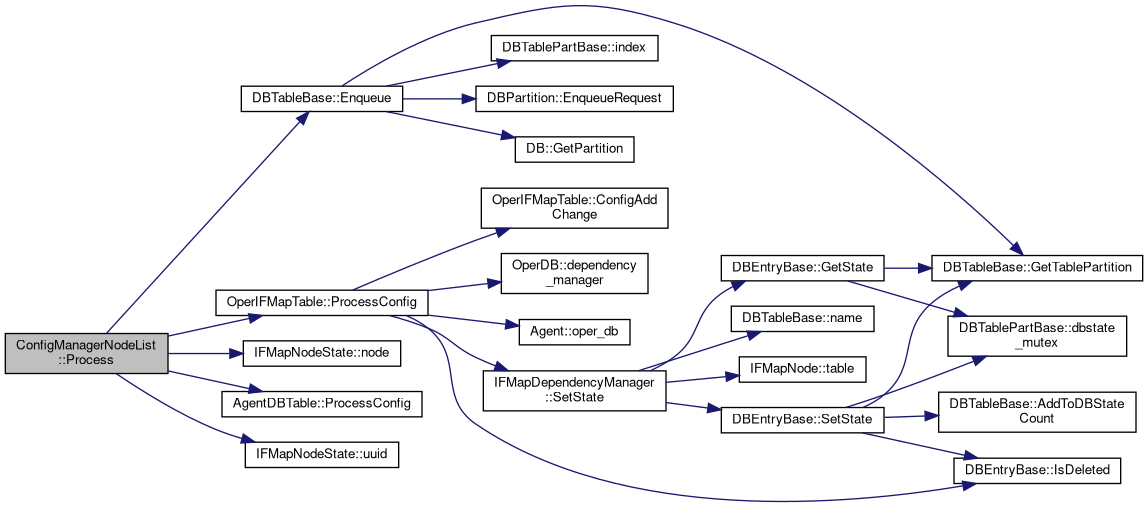 DBTablePartBase::index
DBTableBase::Enqueue
DBPartition::EnqueueRequest
DB::GetPartition
OperIFMapTable::ConfigAdd
Change
DBEntryBase::GetState
DBTableBase::GetTablePartition
OperDB::dependency
_manager
OperIFMapTable::ProcessConfig
DBTableBase::name
Agent::oper_db
DBTablePartBase::dbstate
_mutex
ConfigManagerNodeList
::Process
IFMapNodeState::node
IFMapNode::table
IFMapDependencyManager
::SetState
AgentDBTable::ProcessConfig
DBEntryBase::SetState
DBTableBase::AddToDBState
Count
IFMapNodeState::uuid
DBEntryBase::IsDeleted